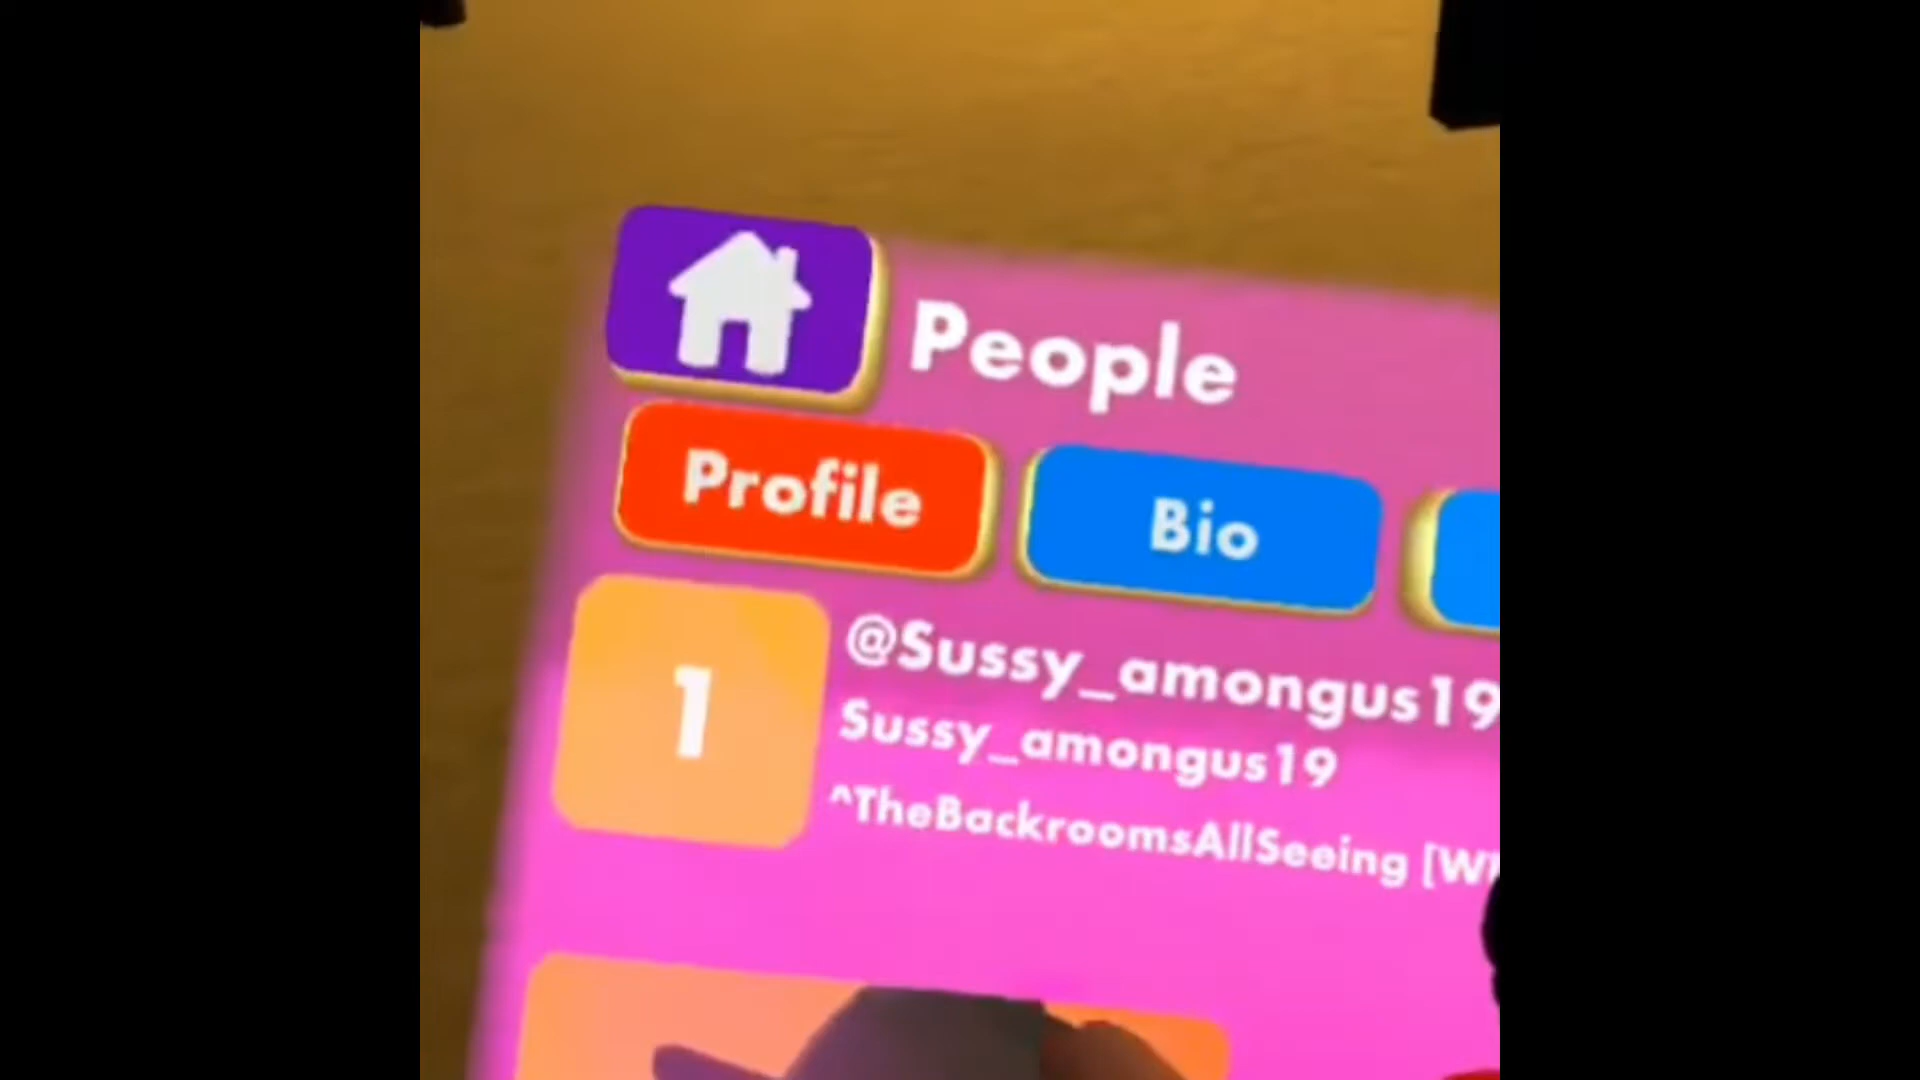 People
Profile
Bio
1
@Sussy_amongus19
Sussy_amongus19
^TheBackroomsAllSeeing